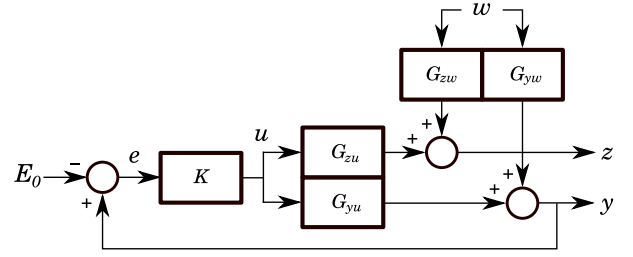 w
G_zw G_yw
+
u + G_zu z
− e
E_0 K
+ + + G_yu y